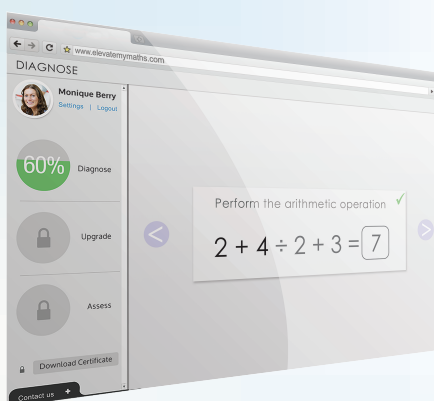 www.elevatemymaths.com
DIAGNOSE
Monique Berry
Settings | Logout
60%
Diagnose
Perform the arithmetic operation
2 + 4 ÷ 2 + 3 = 7
Upgrade
Assess
Download Certificate
Contact us +